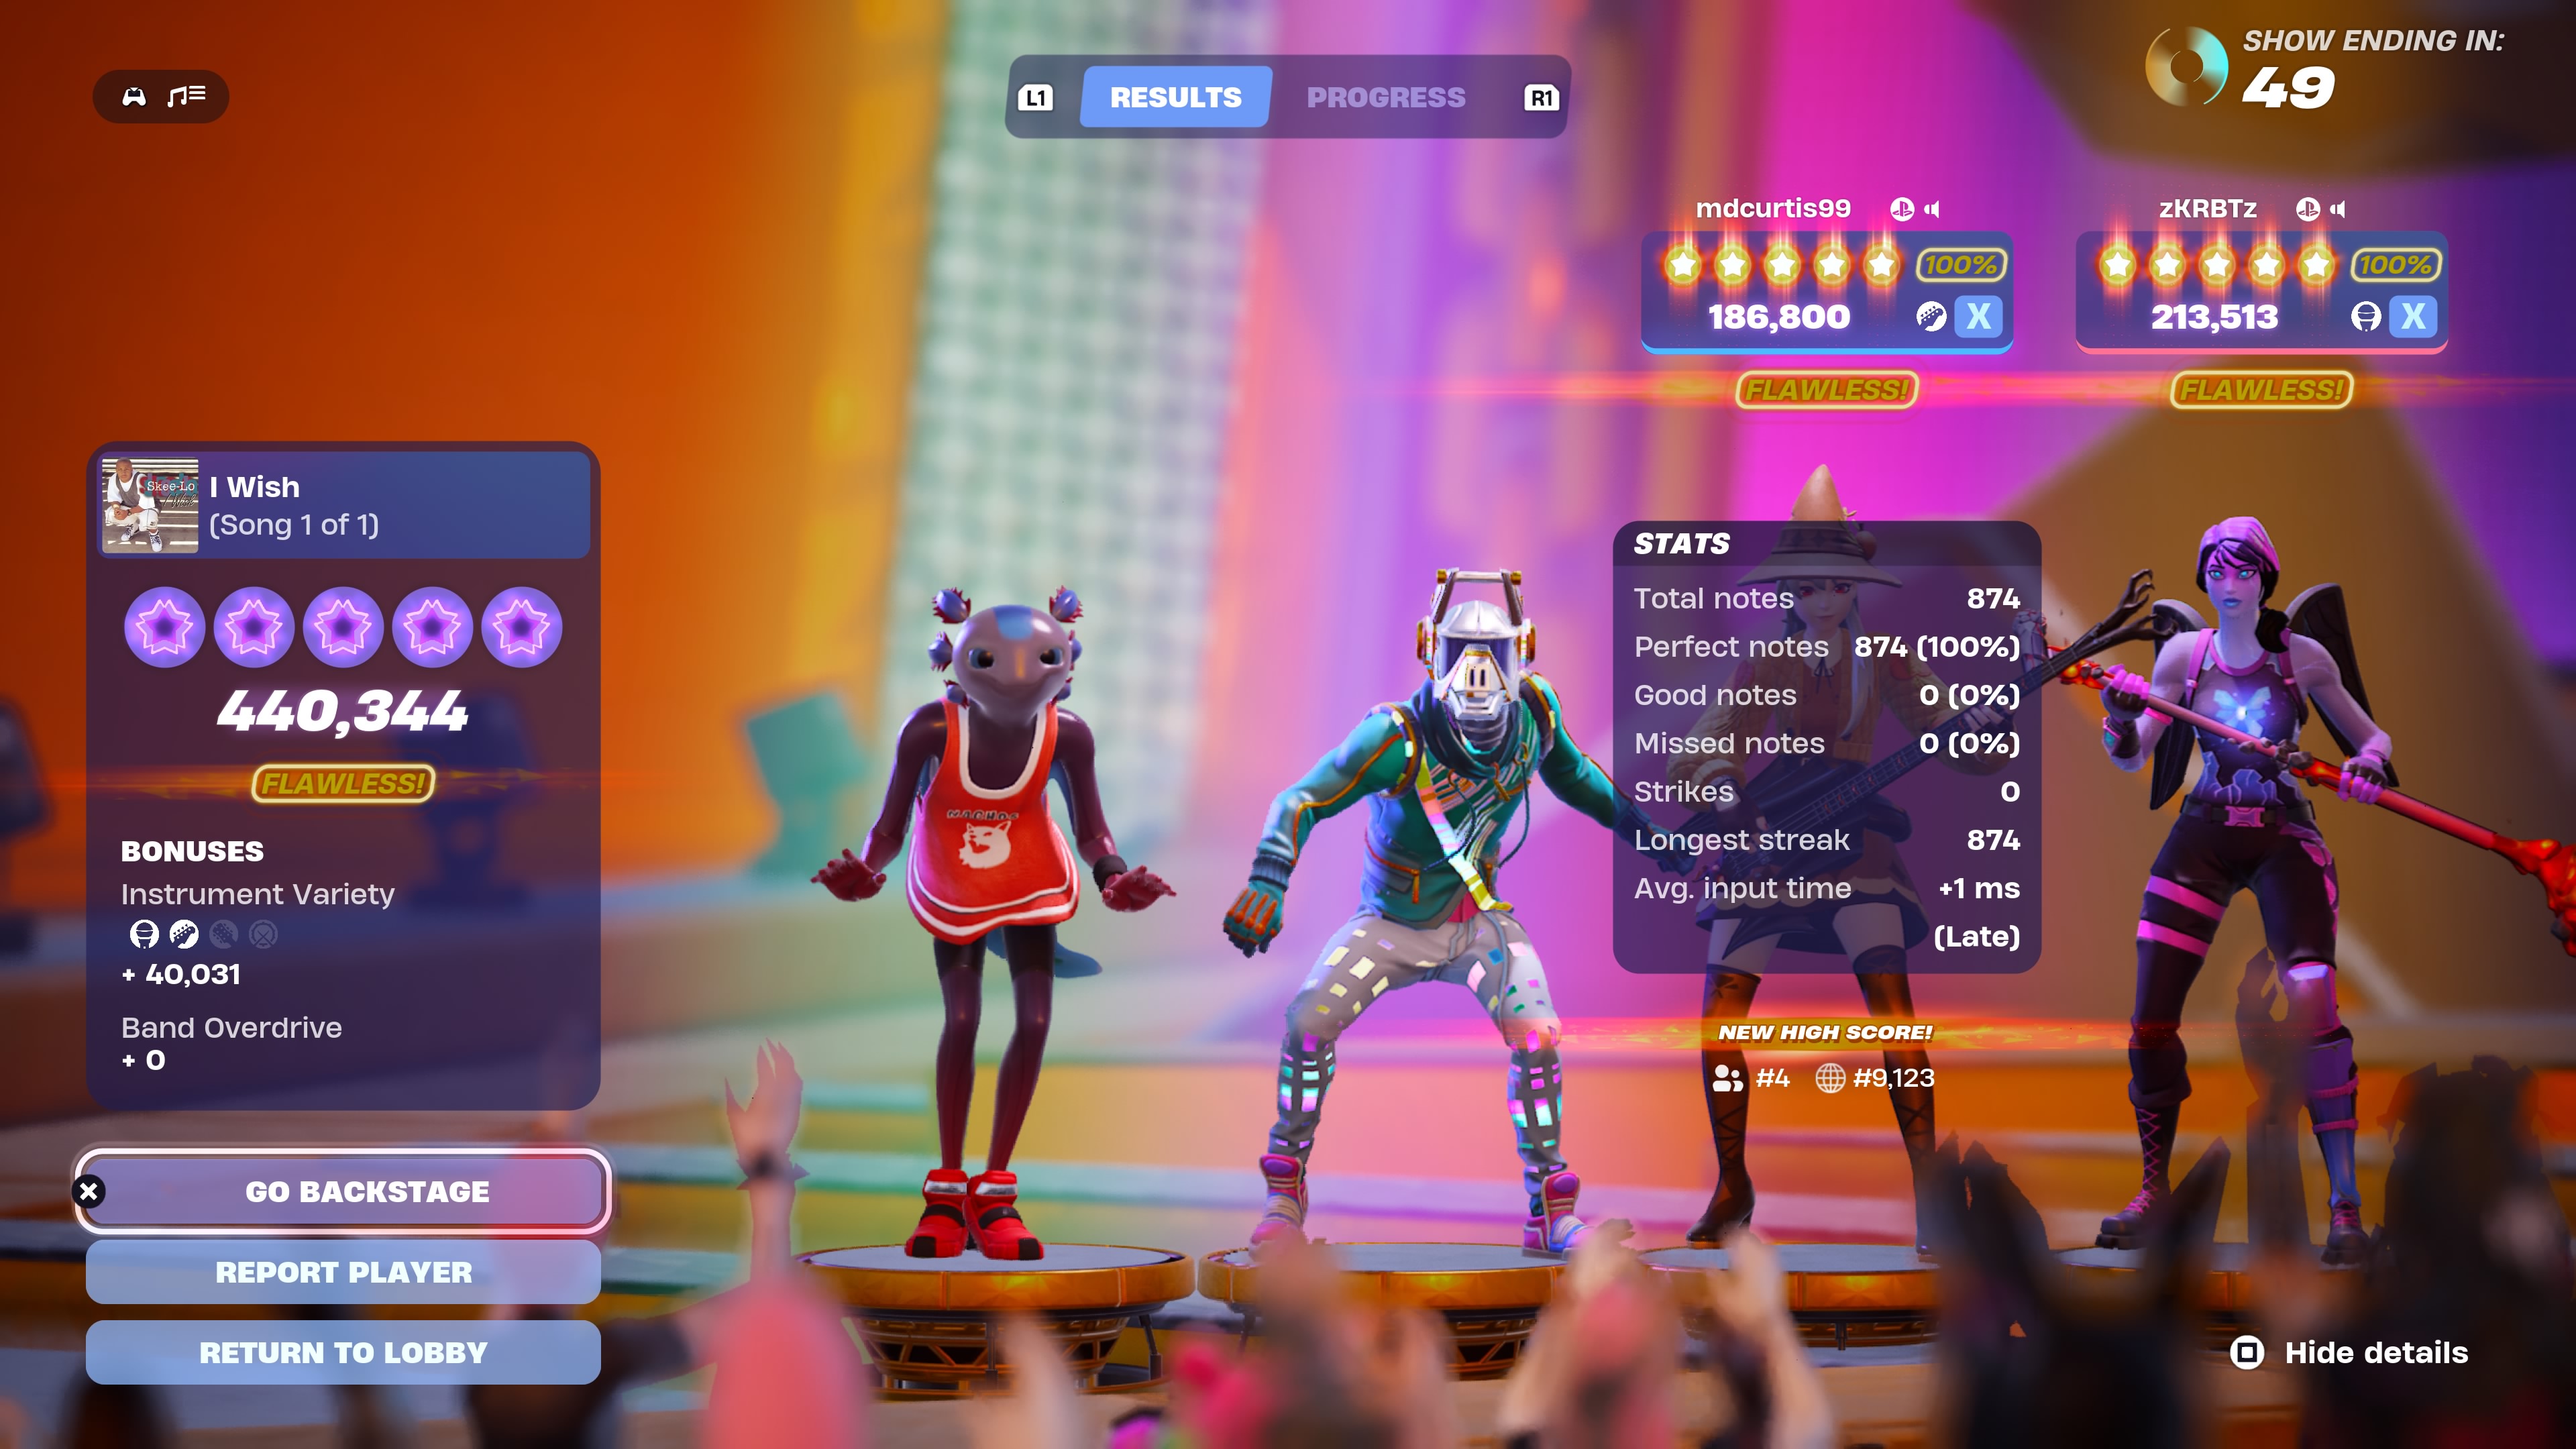 L1
RESULTS
PROGRESS
R1
SHOW ENDING IN:
49
mdcurtis99
100%
186,800
X
FLAWLESS!
zKRBTz
100%
213,513
X
FLAWLESS!
Skee-Lo
I Wish
I Wish
(Song 1 of 1)
440,344
FLAWLESS!
BONUSES
Instrument Variety
+ 40,031
Band Overdrive
+ 0
GO BACKSTAGE
REPORT PLAYER
RETURN TO LOBBY
NACHOS
STATS
Total notes 874
Perfect notes 874 (100%)
Good notes 0 (0%)
Missed notes 0 (0%)
Strikes 0
Longest streak 874
Avg. input time +1 ms
(Late)
NEW HIGH SCORE!
#4 #9,123
Hide details